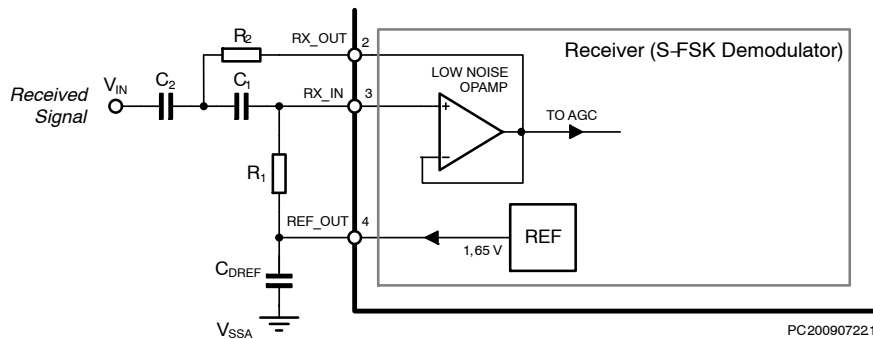 Receiver (S-FSK Demodulator)
R2
RX_OUT
2
LOW NOISE
OPAMP
Received
Signal
VIN
C2
C1
RX_IN
3
+
−
TO AGC
R1
REF_OUT
4
1,65 V
REF
CDREF
VSSA
PC200907221